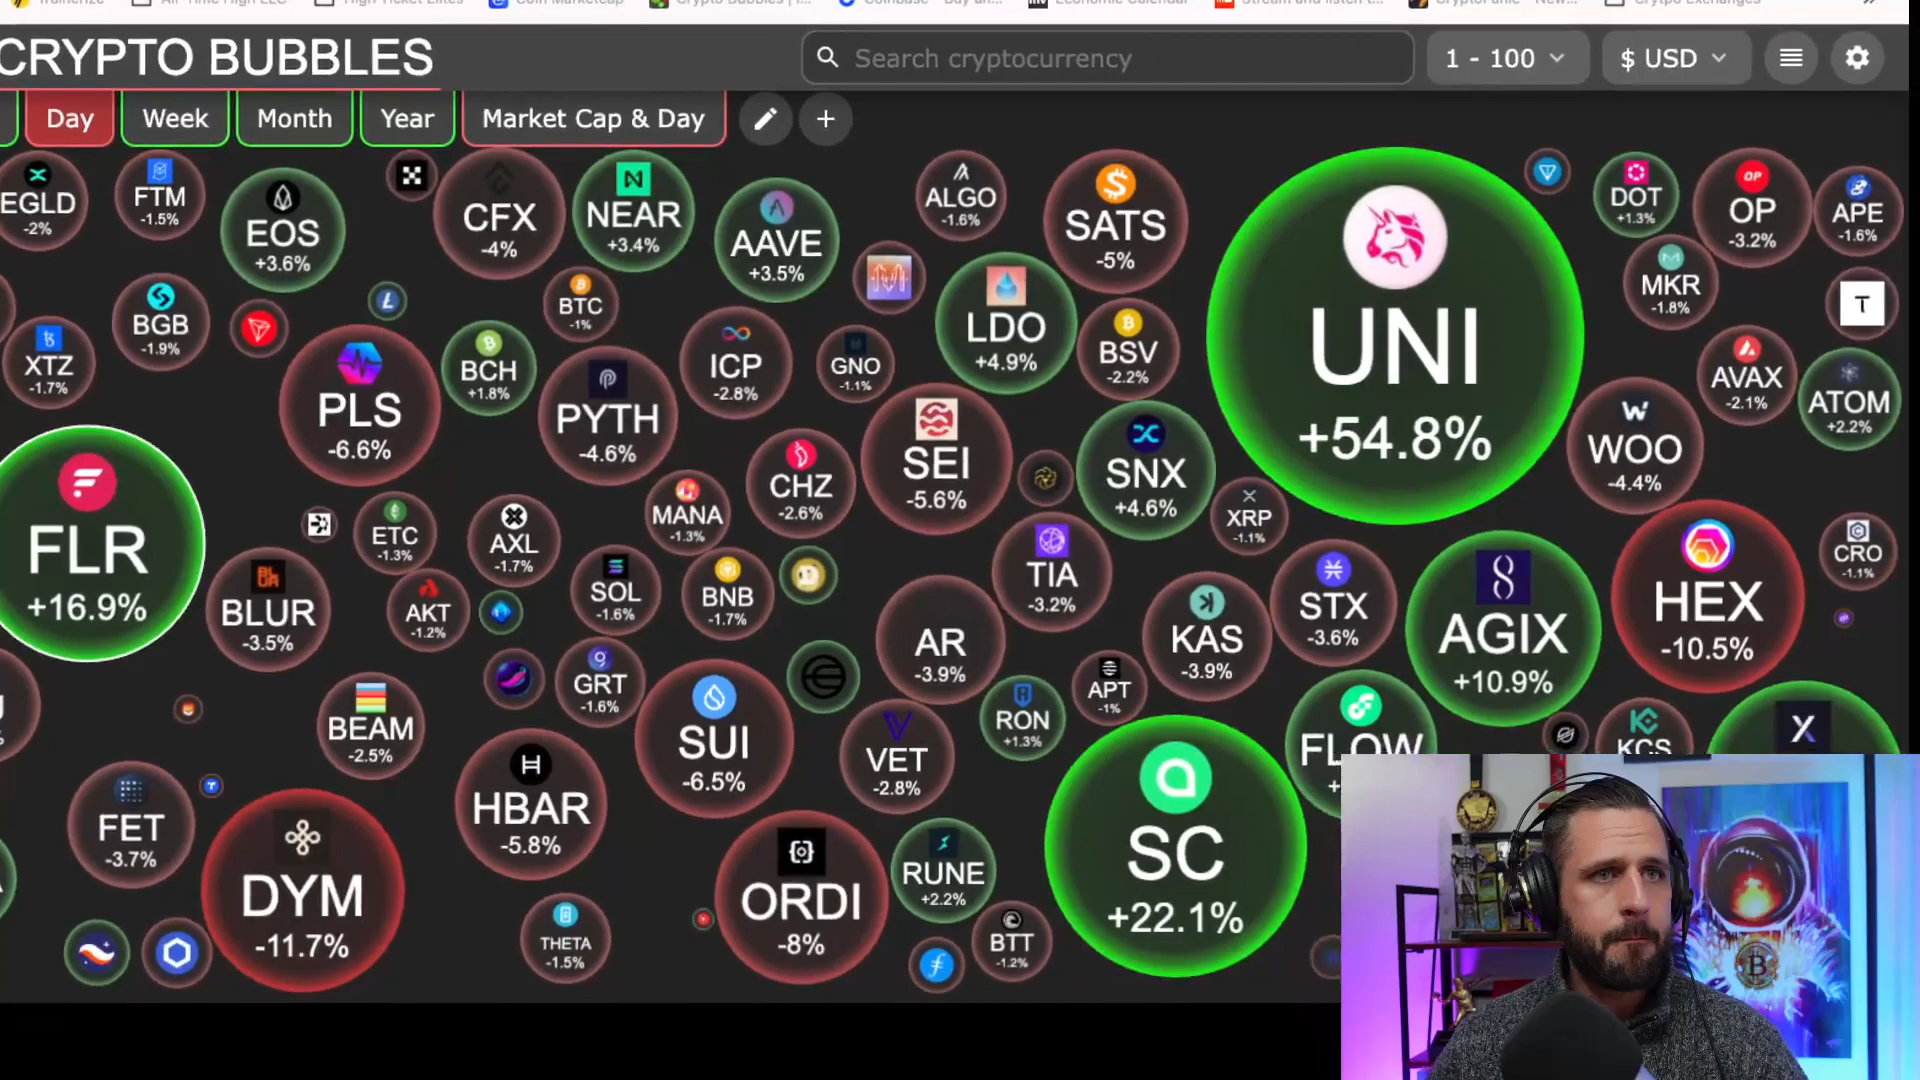 CRYPTO BUBBLES
Search cryptocurrency
1 - 100
$ USD
Day
Week
Month
Year
Market Cap & Day
EGLD
-2%
FTM
-1.5%
EOS
+3.6%
CFX
-4%
NEAR
+3.4%
AAVE
+3.5%
ALGO
-1.6%
SATS
-5%
UNI
+54.8%
DOT
+1.3%
OP
OP
-3.2%
APE
-1.6%
XTZ
-1.7%
BGB
-1.9%
BTC
-1%
LDO
+4.9%
BSV
-2.2%
MKR
-1.8%
T
PLS
-6.6%
BCH
+1.8%
PYTH
-4.6%
ICP
-2.8%
GNO
-1.1%
AVAX
-2.1%
ATOM
+2.2%
FLR
+16.9%
CHZ
-2.6%
SEI
-5.6%
SNX
+4.6%
WOO
-4.4%
ETC
-1.3%
AXL
-1.7%
MANA
-1.3%
XRP
-1.1%
CRO
-1.1%
BLUR
-3.5%
AKT
-1.2%
SOL
-1.6%
BNB
-1.7%
TIA
-3.2%
STX
-3.6%
AGIX
+10.9%
HEX
-10.5%
AR
-3.9%
KAS
-3.9%
BEAM
-2.5%
GRT
-1.6%
SUI
-6.5%
APT
-1%
RON
+1.3%
FLOW
KCS
X
VET
-2.8%
FET
-3.7%
DYM
-11.7%
HBAR
-5.8%
ORDI
-8%
RUNE
+2.2%
SC
+22.1%
THETA
-1.5%
BTT
-1.2%